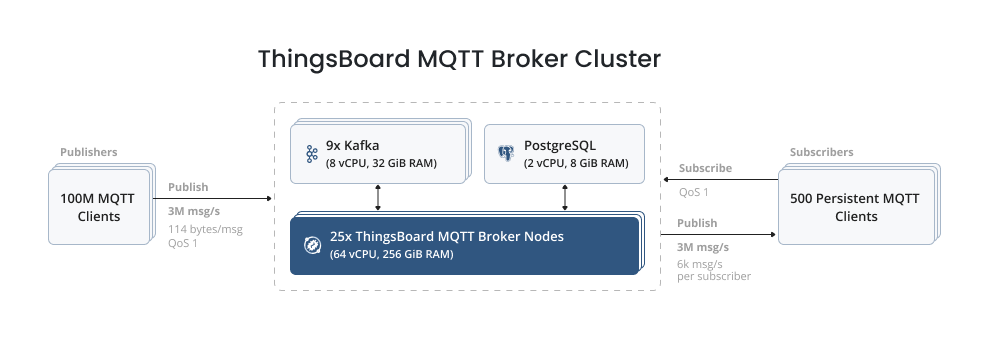 ThingsBoard MQTT Broker Cluster
Publishers
100M MQTT
Clients
Publish
3M msg/s
114 bytes/msg
QoS 1
9x Kafka
(8 vCPU, 32 GiB RAM)
PostgreSQL
(2 vCPU, 8 GiB RAM)
25x ThingsBoard MQTT Broker Nodes
(64 vCPU, 256 GiB RAM)
Subscribe
QoS 1
Publish
3M msg/s
6k msg/s
per subscriber
Subscribers
500 Persistent MQTT
Clients